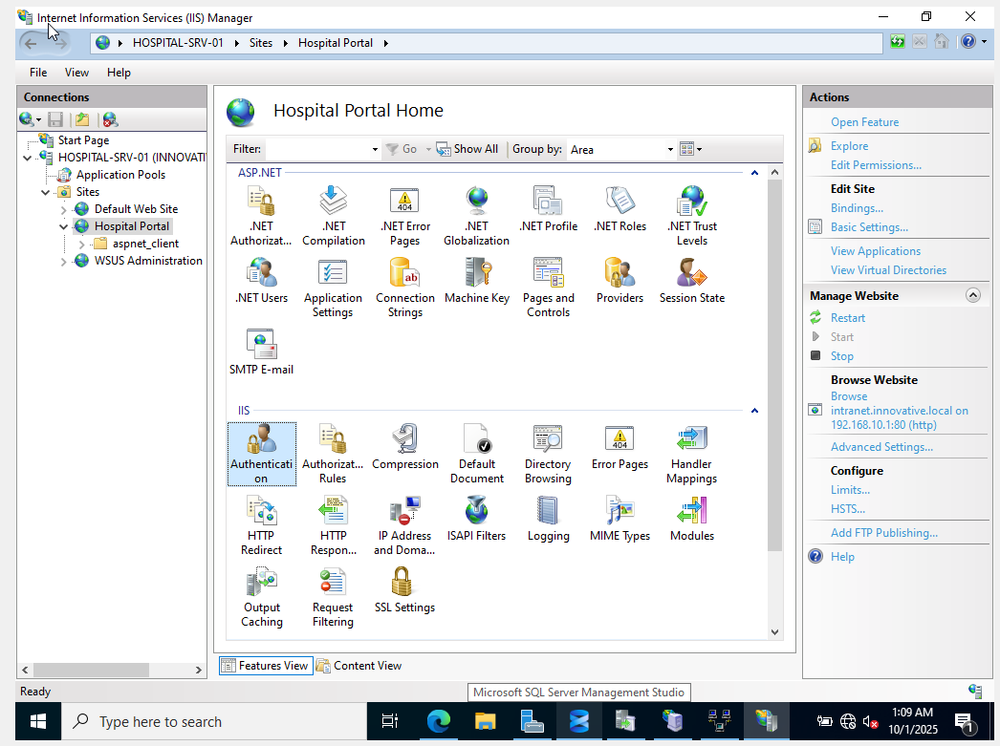 Internet Information Services (IIS) Manager
HOSPITAL-SRV-01 Sites Hospital Portal
File View Help
Connections
Start Page
HOSPITAL-SRV-01 (INNOVATI
Application Pools
Sites
Default Web Site
Hospital Portal
aspnet_client
WSUS Administration
Hospital Portal Home
Filter: Go Show All Group by: Area
ASP.NET
.NET Authorizat...
.NET Compilation
.NET Error Pages
.NET Globalization
.NET Profile
.NET Roles
.NET Trust Levels
.NET Users
Application Settings
Connection Strings
Machine Key
Pages and Controls
Providers
Session State
SMTP E-mail
IIS
Authenticati
on
Authorizat... Rules
Compression
Default Document
Directory Browsing
Error Pages
Handler Mappings
HTTP Redirect
HTTP Respon...
IP Address and Doma...
ISAPI Filters
Logging
MIME Types
Modules
Output Caching
Request Filtering
SSL Settings
Features View Content View
Actions
Open Feature
Explore
Edit Permissions...
Edit Site
Bindings...
Basic Settings...
View Applications
View Virtual Directories
Manage Website
Restart
Start
Stop
Browse Website
Browse
intranet.innovative.local on
192.168.10.1:80 (http)
Advanced Settings...
Configure
Limits...
HSTS...
Add FTP Publishing...
Help
Ready
Microsoft SQL Server Management Studio
Type here to search
1:09 AM
10/1/2025
1